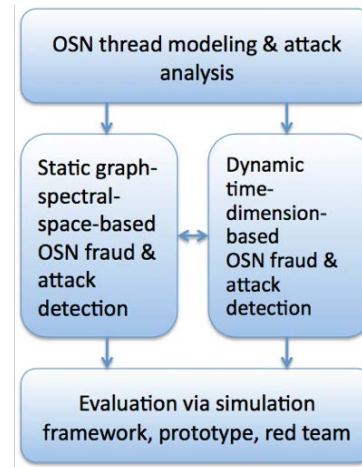 OSN thread modeling & attack
analysis
Static graph-
spectral-
space-based
OSN fraud &
attack
detection
Dynamic
time-
dimension-
based
OSN fraud &
attack
detection
Evaluation via simulation
framework, prototype, red team